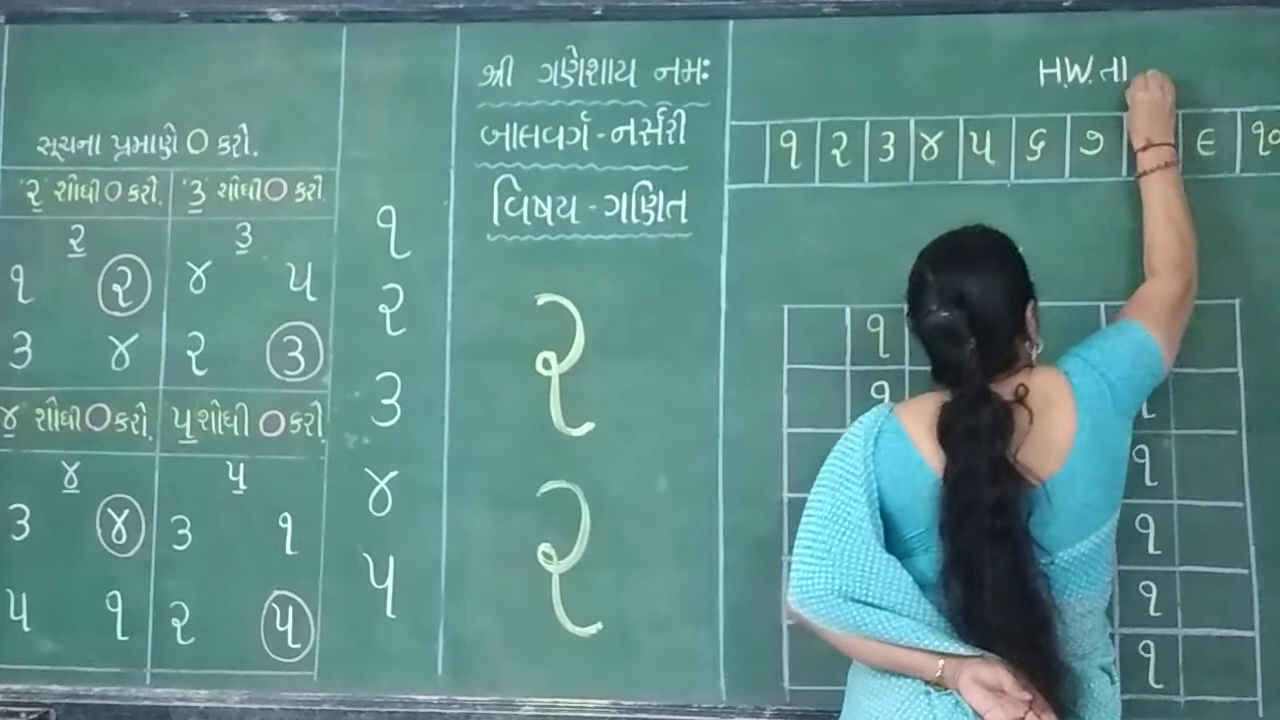 સૂચના પ્રમાણે O કરો.
'૨' શોધી O કરો.
૨
૧ ૨
૩ ૪
'૩' શોધી O કરો.
૩
૪ ૫
૨ ૩
૪ શોધી O કરો.
૪
૩ ૪
૫ ૧
૫ શોધી O કરો.
૫
૩ ૧
૨ ૫
૧
૨
૩
૪
૫
શ્રી ગણેશાય નમઃ
બાલવર્ગ - નર્સરી
વિષય - ગણિત
૨
૨
H.W. તા
૧ ૨ ૩ ૪ ૫ ૬ ૭ ૯ ૧૦
૧
૧
૧
૧
૧
૧